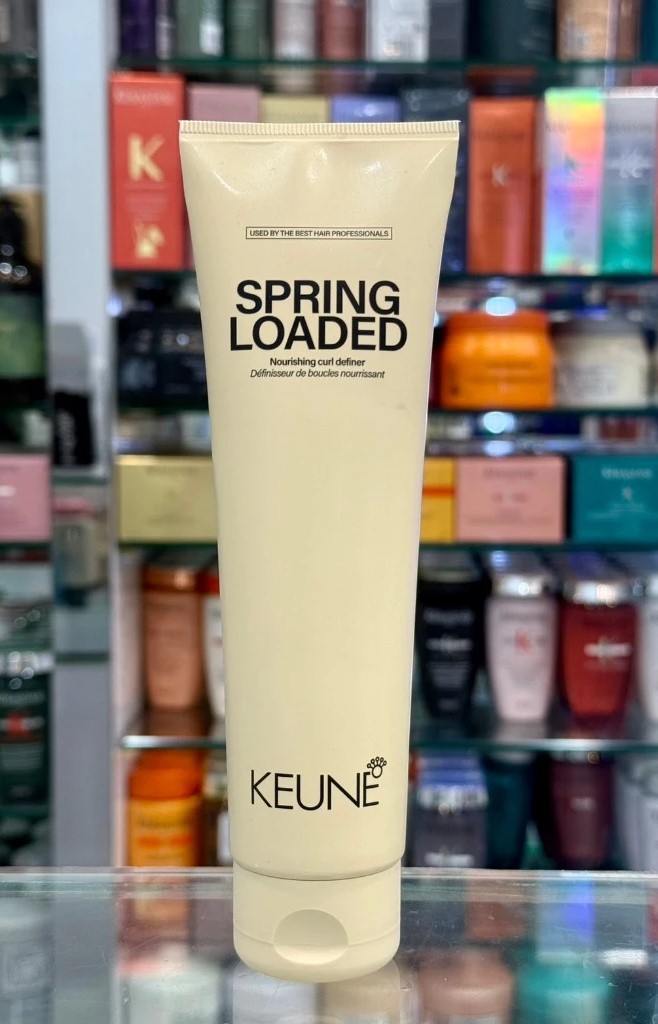 USED BY THE BEST HAIR PROFESSIONALS
SPRING
LOADED
Nourishing curl definer
Définisseur de boucles nourrissant
KEUNE
K